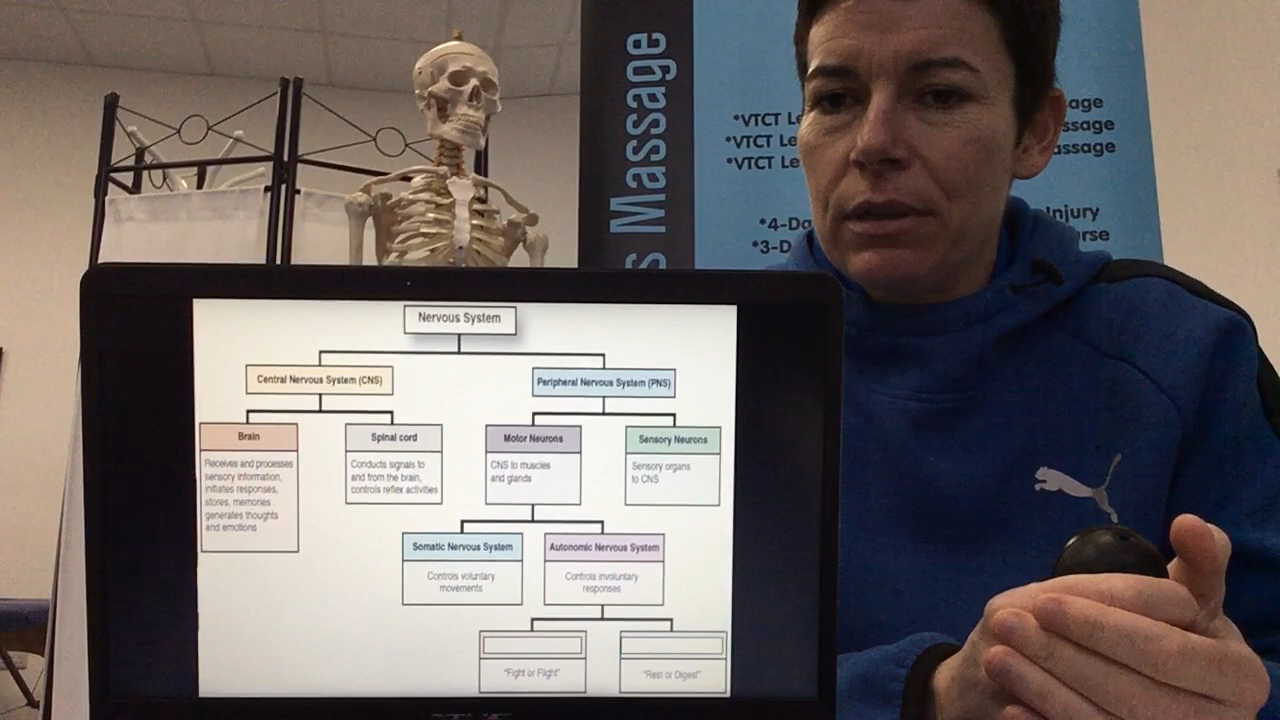 s Massage
*VTCT Le
*VTCT Le
*VTCT Le
*4-Da
*3-D
sage
ssage
assage
Injury
rse
Nervous System
Central Nervous System (CNS)
Peripheral Nervous System (PNS)
Brain
Receives and processes
sensory information,
initiates responses,
stores, memories
generates thoughts
and emotions
Spinal cord
Conducts signals to
and from the brain,
controls reflex activities
Motor Neurons
CNS to muscles
and glands
Sensory Neurons
Sensory organs
to CNS
Somatic Nervous System
Controls voluntary
movements
Autonomic Nervous System
Controls involuntary
responses
"Fight or Flight"
"Rest or Digest"